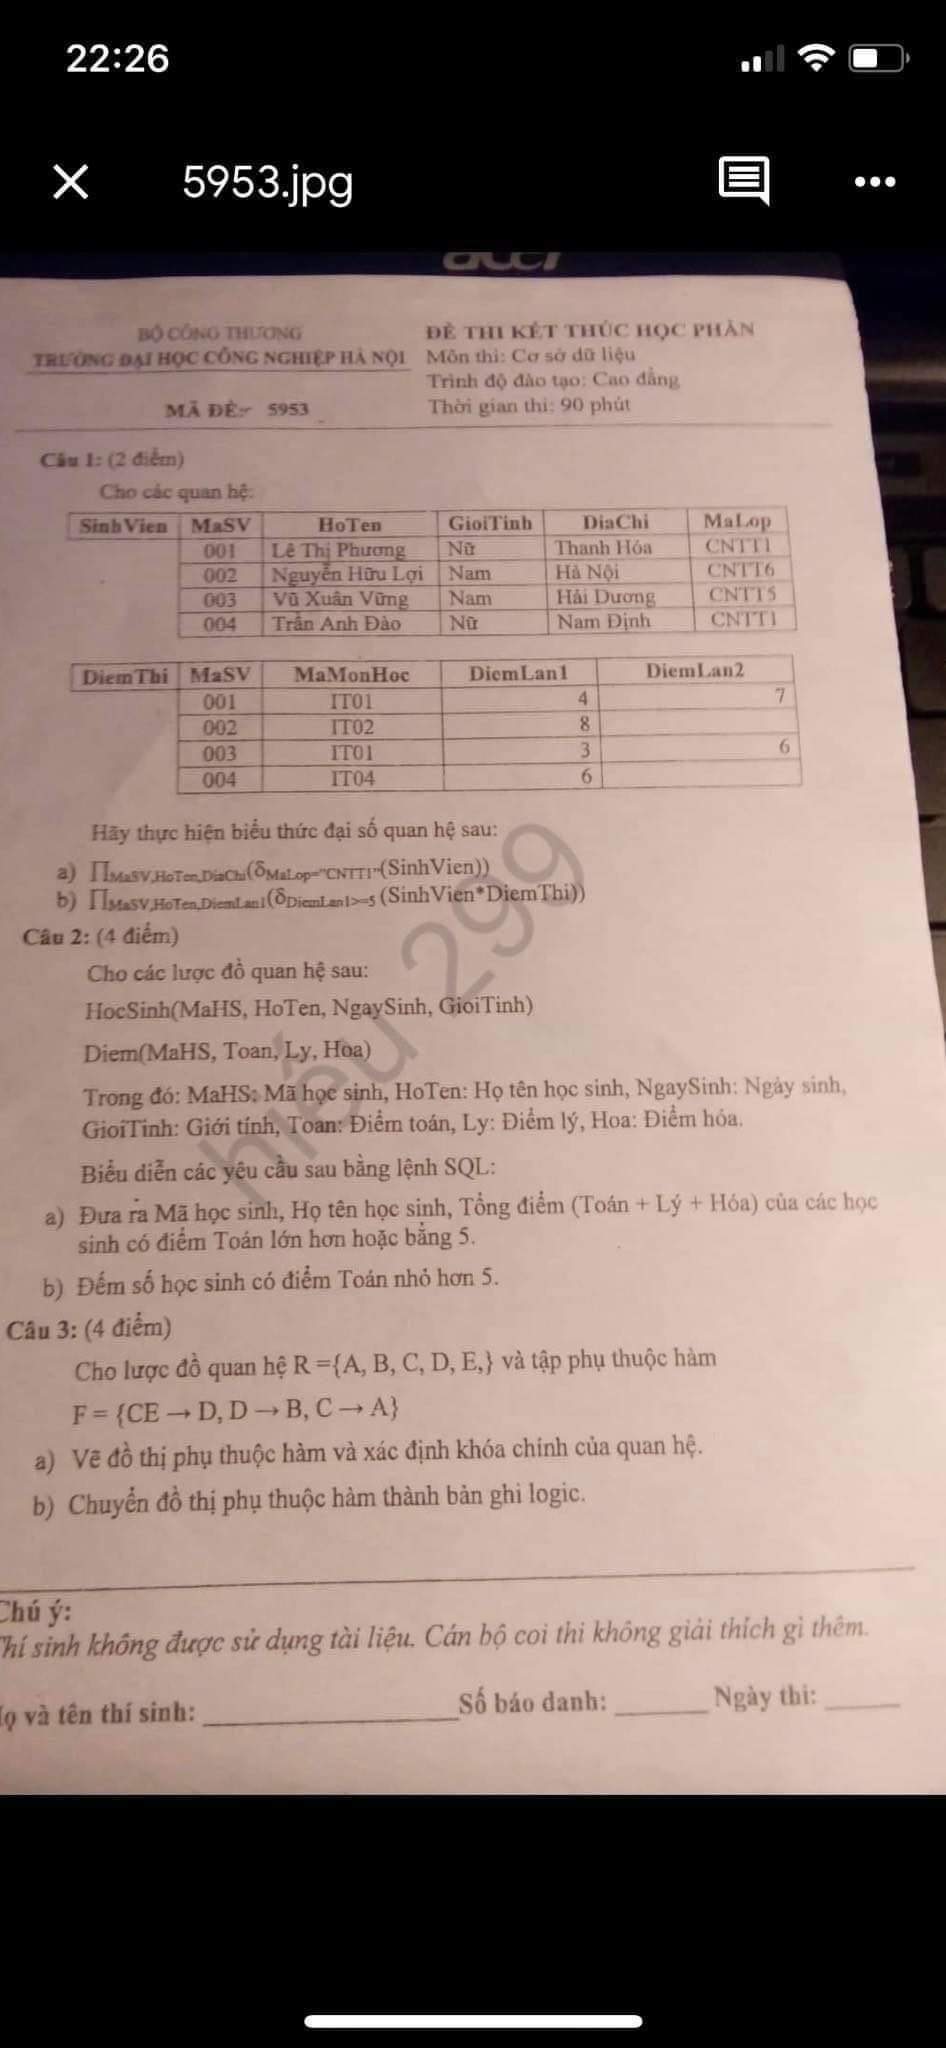 22:26
5953.jpg
acer
BỘ CÔNG THƯƠNG
TRƯỜNG ĐẠI HỌC CÔNG NGHIỆP HÀ NỘI
MÃ ĐỀ:- 5953
ĐỀ THI KẾT THÚC HỌC PHẦN
Môn thi: Cơ sở dữ liệu
Trình độ đào tạo: Cao đẳng
Thời gian thi: 90 phút
Câu 1: (2 điểm)
Cho các quan hệ:
SinhVien MaSV HoTen GioiTinh DiaChi MaLop
001 Lê Thị Phương Nữ Thanh Hóa CNTT1
002 Nguyễn Hữu Lợi Nam Hà Nội CNTT6
003 Vũ Xuân Vững Nam Hải Dương CNTT5
004 Trần Anh Đào Nữ Nam Định CNTT1
DiemThi MaSV MaMonHoc DiemLan1 DiemLan2
001 IT01 4 7
002 IT02 8
003 IT01 3 6
004 IT04 6
Hãy thực hiện biểu thức đại số quan hệ sau:
a) ∏MaSV,HoTen,DiaChi(δMaLop="CNTT1"(SinhVien))
b) ∏MaSV,HoTen,DiemLan1(δDiemLan1>=5 (SinhVien*DiemThi))
Câu 2: (4 điểm)
Cho các lược đồ quan hệ sau:
HocSinh(MaHS, HoTen, NgaySinh, GioiTinh)
Diem(MaHS, Toan, Ly, Hoa)
Trong đó: MaHS: Mã học sinh, HoTen: Họ tên học sinh, NgaySinh: Ngày sinh,
GioiTinh: Giới tính, Toan: Điểm toán, Ly: Điểm lý, Hoa: Điểm hóa.
Biểu diễn các yêu cầu sau bằng lệnh SQL:
a) Đưa ra Mã học sinh, Họ tên học sinh, Tổng điểm (Toán + Lý + Hóa) của các học
sinh có điểm Toán lớn hơn hoặc bằng 5.
b) Đếm số học sinh có điểm Toán nhỏ hơn 5.
Câu 3: (4 điểm)
Cho lược đồ quan hệ R ={A, B, C, D, E,} và tập phụ thuộc hàm
F = {CE → D, D → B, C → A}
a) Vẽ đồ thị phụ thuộc hàm và xác định khóa chính của quan hệ.
b) Chuyển đồ thị phụ thuộc hàm thành bản ghi logic.
Chú ý:
Thí sinh không được sử dụng tài liệu. Cán bộ coi thi không giải thích gì thêm.
Họ và tên thí sinh: Số báo danh: Ngày thi:
hiếu 299